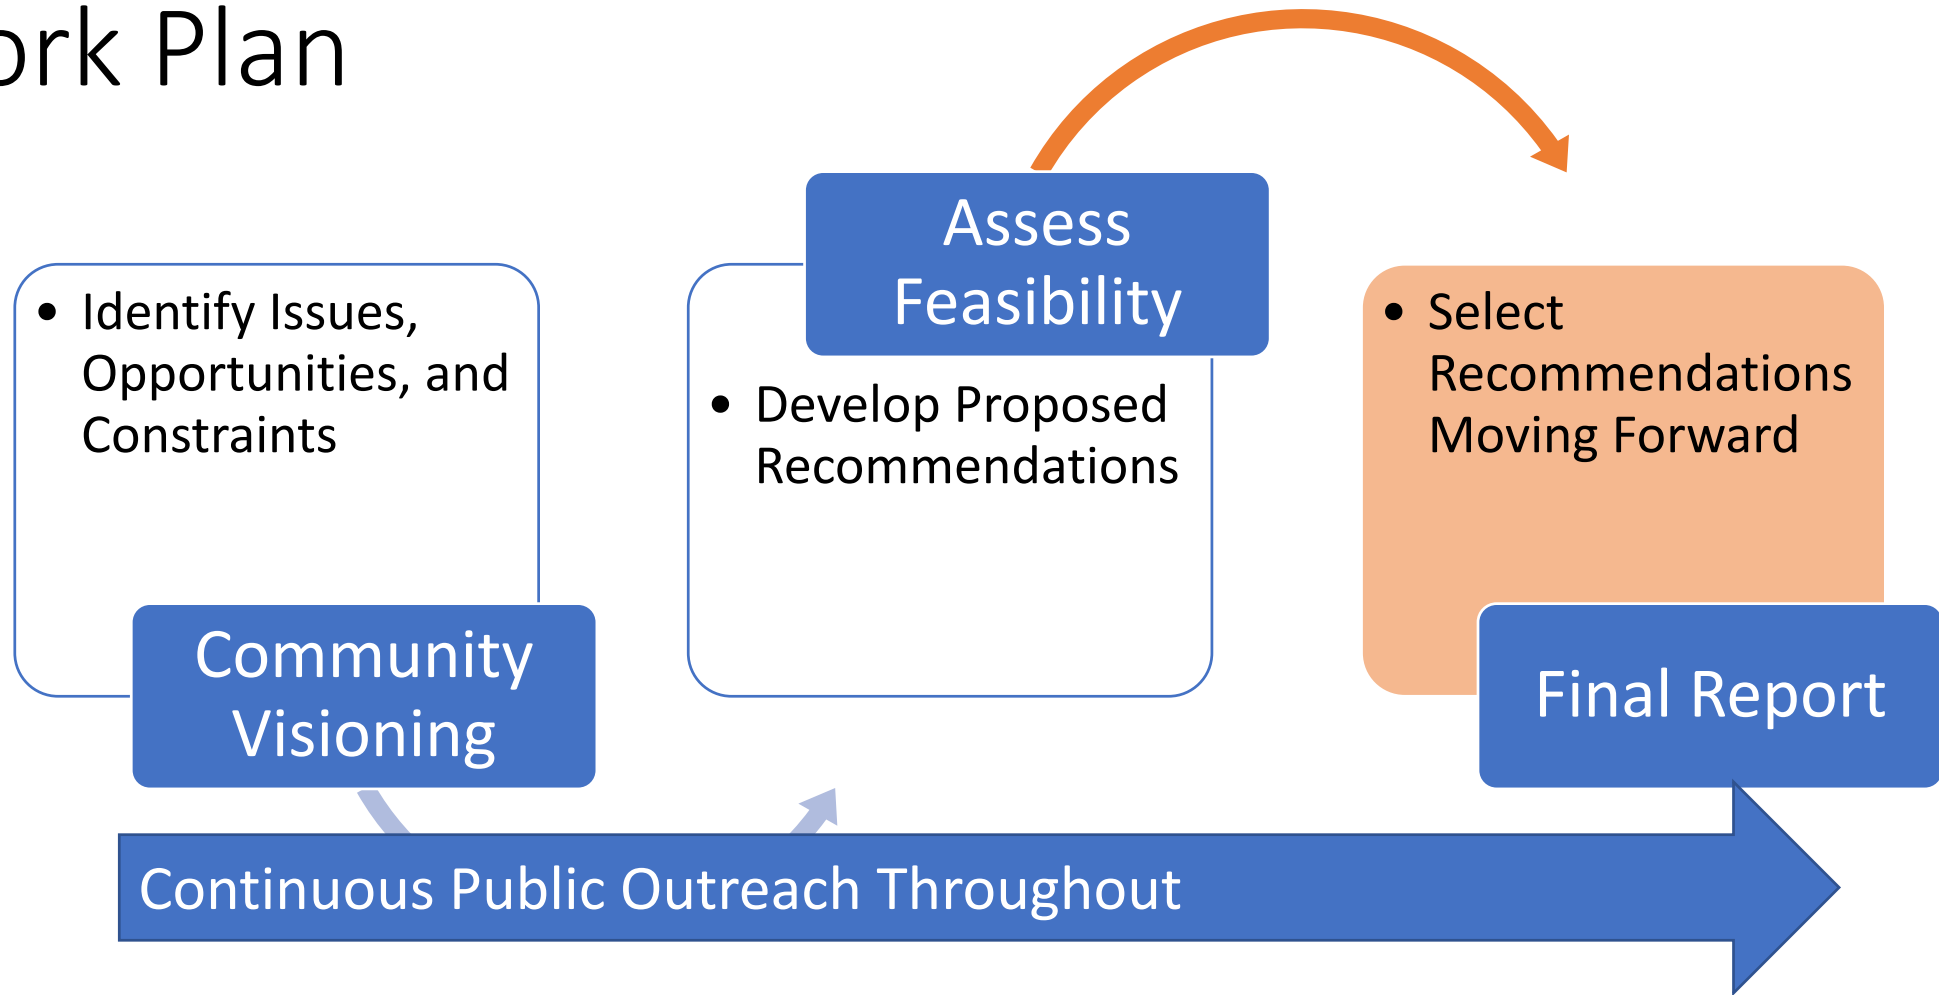 ork Plan
• Identify Issues,
Opportunities, and
Constraints
Community
Visioning
Assess
Feasibility
• Develop Proposed
Recommendations
• Select
Recommendations
Moving Forward
Final Report
Continuous Public Outreach Throughout